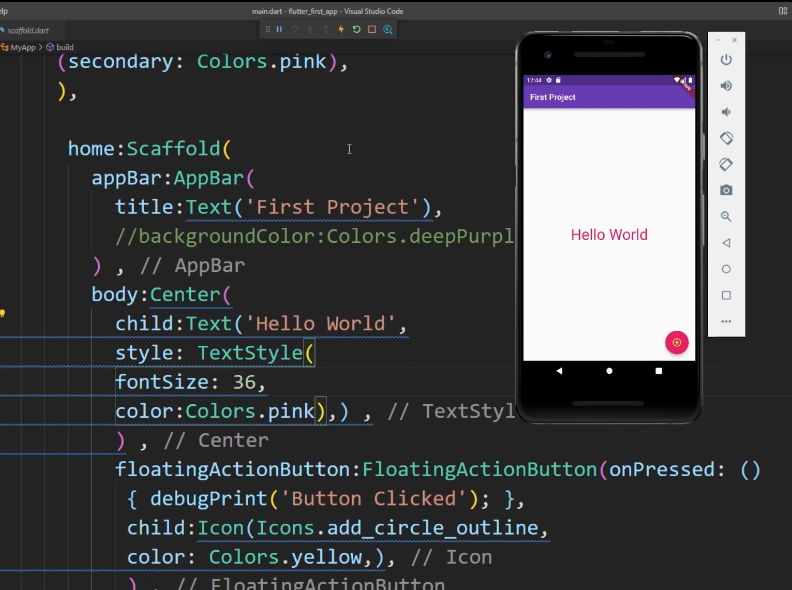 elp
main.dart - flutter_first_app - Visual Studio Code
scaffold.dart
MyApp > build
(secondary: Colors.pink),
),
home:Scaffold(
appBar:AppBar(
title:Text('First Project'),
//backgroundColor:Colors.deepPurpl
) , // AppBar
body:Center(
child:Text('Hello World',
style: TextStyle(
fontSize: 36,
color:Colors.pink),) , // TextStyl
) , // Center
floatingActionButton:FloatingActionButton(onPressed: ()
{ debugPrint('Button Clicked'); },
child:Icon(Icons.add_circle_outline,
color: Colors.yellow,), // Icon
) , // FloatingActionButton
12:44
First Project
Hello World